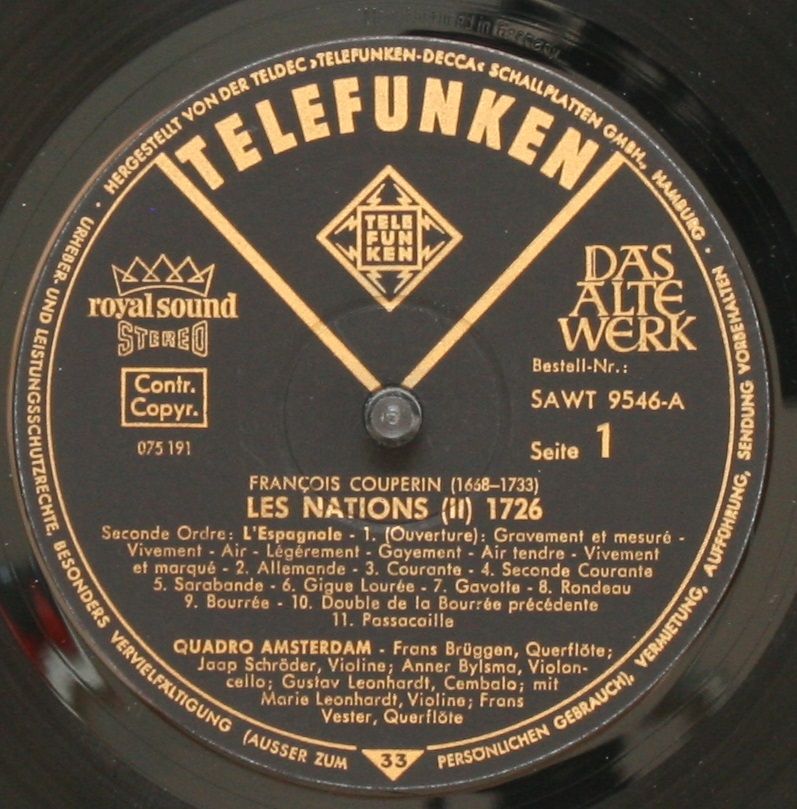 Manufactured in Germany
HERGESTELLT VON DER TELDEC ›TELEFUNKEN-DECCA‹ SCHALLPLATTEN GMBH., HAMBURG · URHEBER- UND LEISTUNGSSCHUTZRECHTE, BESONDERS VERVIELFÄLTIGUNG (AUSSER ZUM PERSÖNLICHEN GEBRAUCH), VERMIETUNG, AUFFÜHRUNG, SENDUNG VORBEHALTEN ·
TELEFUNKEN
TELE
FUN
KEN
royal sound
STEREO
Contr.
Copyr.
075 191
DAS
ALTE
WERK
Bestell-Nr.:
SAWT 9546-A
Seite 1
FRANÇOIS COUPERIN (1668–1733)
LES NATIONS (II) 1726
Seconde Ordre: L'Espagnole - 1. (Ouverture): Gravement et mesuré -
Vivement - Air - Légérement - Gayement - Air tendre - Vivement
et marqué - 2. Allemande - 3. Courante - 4. Seconde Courante
5. Sarabande - 6. Gigue Lourée - 7. Gavotte - 8. Rondeau
9. Bourrée - 10. Double de la Bourrée précédente
11. Passacaille
QUADRO AMSTERDAM - Frans Brüggen, Querflöte;
Jaap Schröder, Violine; Anner Bylsma, Violon-
cello; Gustav Leonhardt, Cembalo; mit
Marie Leonhardt, Violine; Frans
Vester, Querflöte
33